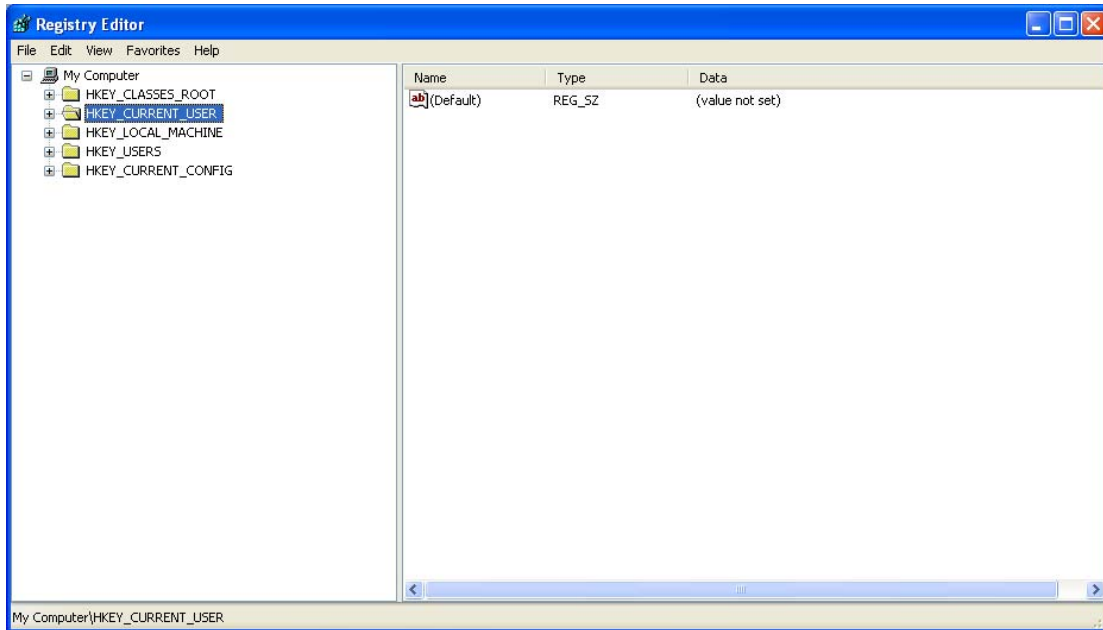 Registry Editor
File Edit View Favorites Help
My Computer
HKEY_CLASSES_ROOT
HKEY_CURRENT_USER
HKEY_LOCAL_MACHINE
HKEY_USERS
HKEY_CURRENT_CONFIG
Name Type Data
ab (Default) REG_SZ (value not set)
My Computer\HKEY_CURRENT_USER